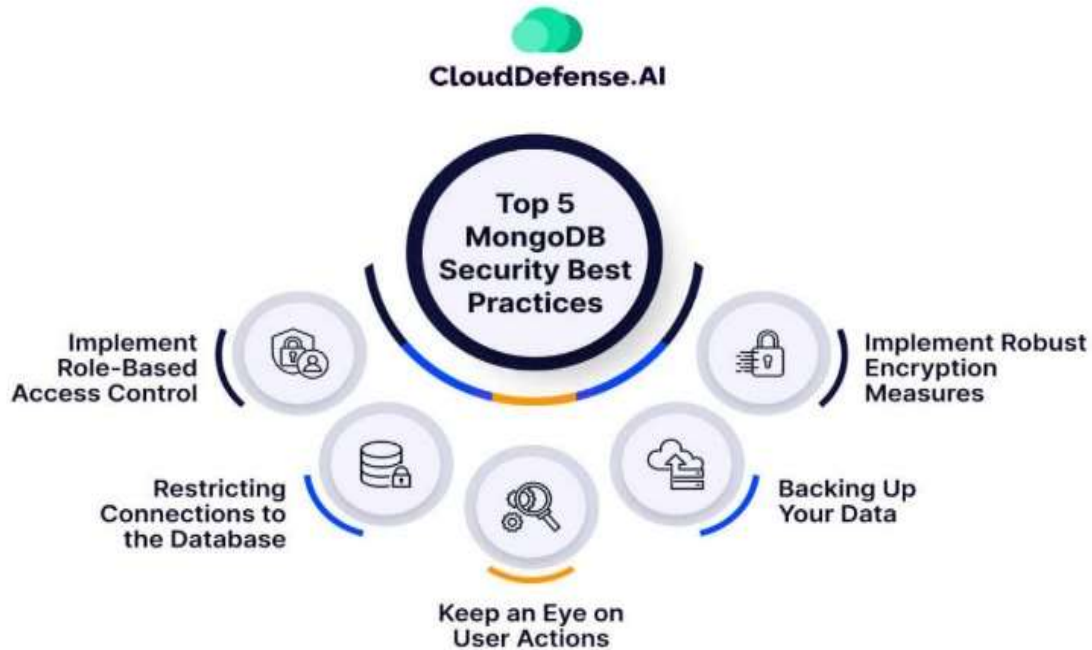 CloudDefense.AI
Top 5
MongoDB
Security Best
Practices
Implement
Role-Based
Access Control
Restricting
Connections to
the Database
Keep an Eye on
User Actions
Backing Up
Your Data
Implement Robust
Encryption
Measures